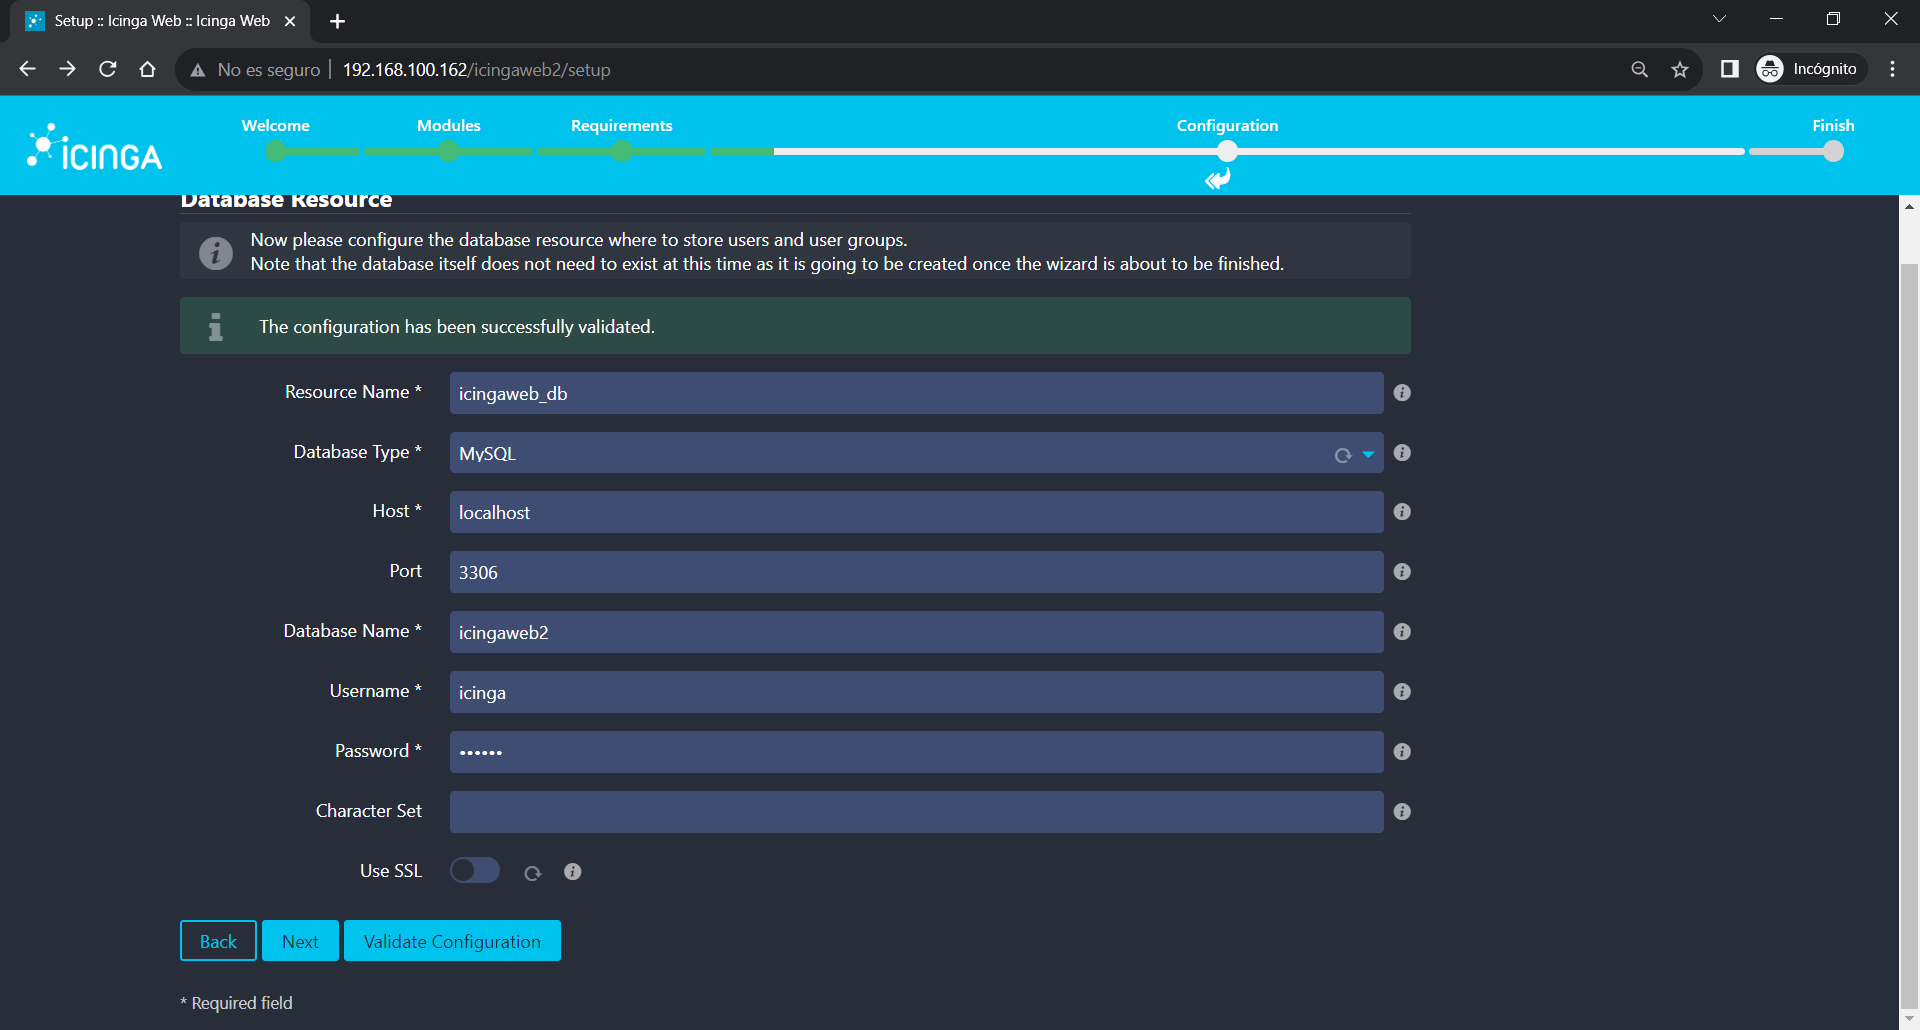 Setup :: Icinga Web :: Icinga Web
No es seguro | 192.168.100.162/icingaweb2/setup
Incógnito
ICINGA
Welcome
Modules
Requirements
Configuration
Finish
Database Resource
Now please configure the database resource where to store users and user groups.
Note that the database itself does not need to exist at this time as it is going to be created once the wizard is about to be finished.
The configuration has been successfully validated.
Resource Name * icingaweb_db
Database Type * MySQL
Host * localhost
Port 3306
Database Name * icingaweb2
Username * icinga
Password * ••••••
Character Set
Use SSL
Back Next Validate Configuration
* Required field